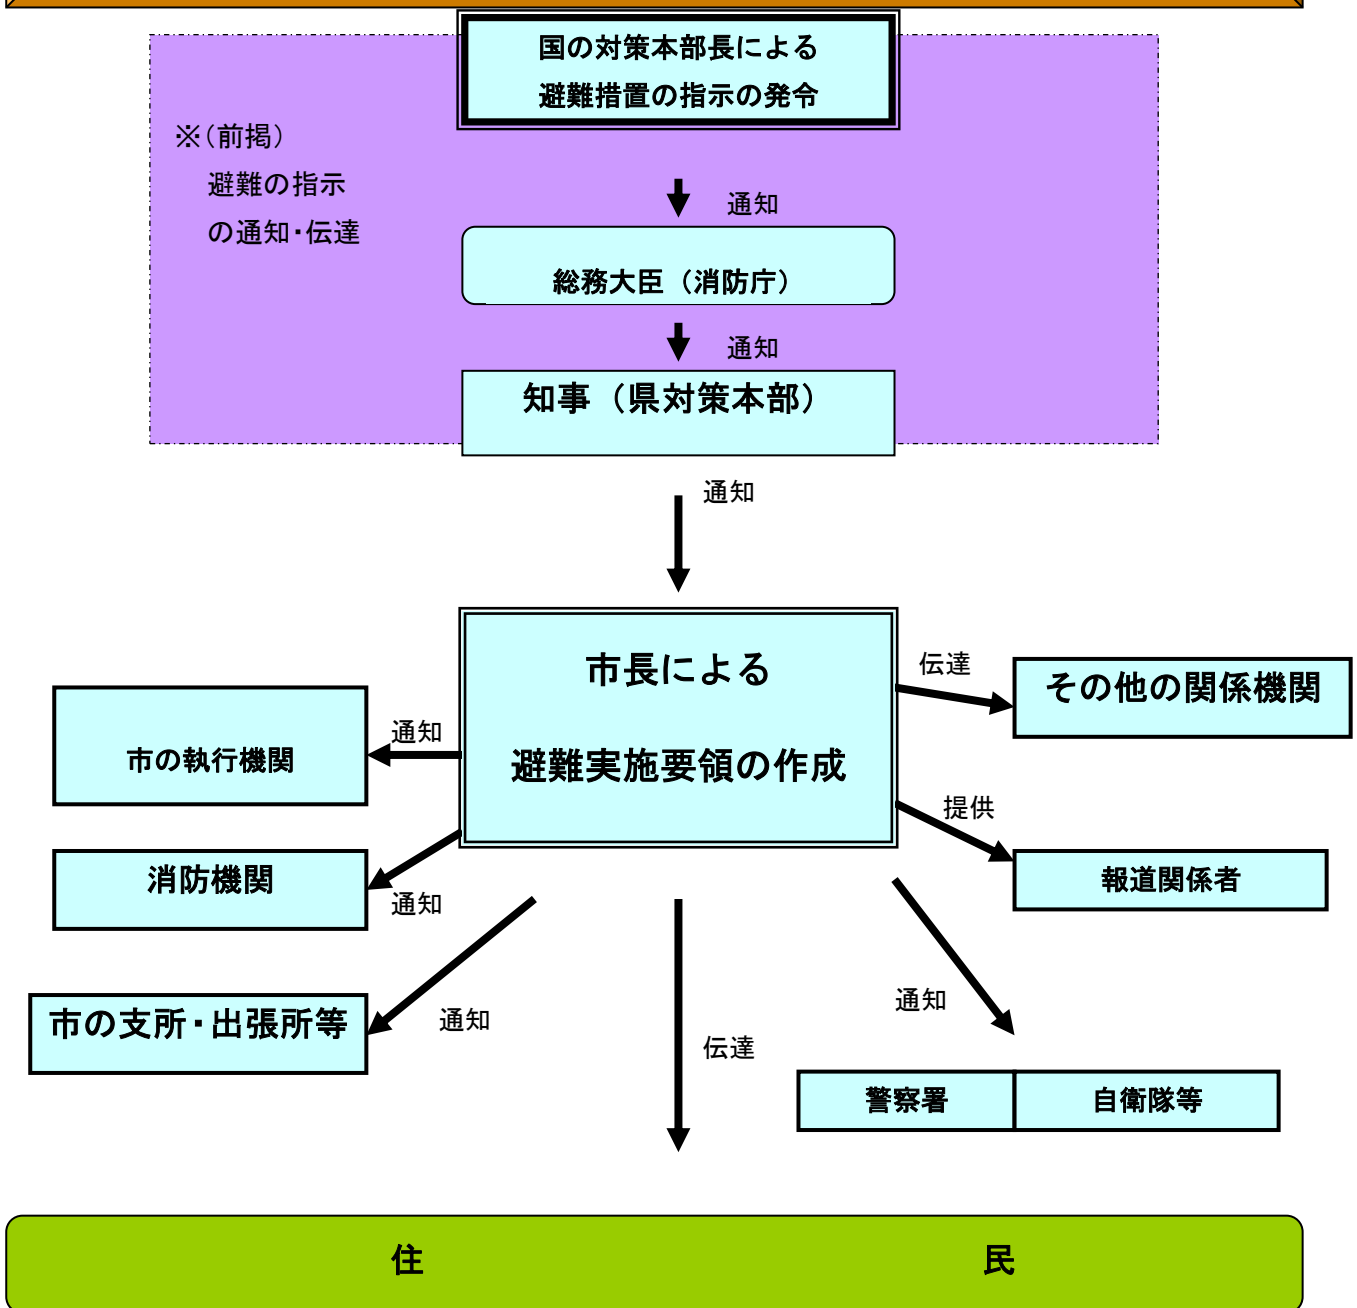 国の対策本部長による
避難措置の指示の発令
※（前掲）
避難の指示
の通知・伝達
通知
総務大臣（消防庁）
通知
知事（県対策本部）
通知
市長による
避難実施要領の作成
伝達
その他の関係機関
通知
市の執行機関
提供
報道関係者
消防機関
通知
通知
市の支所・出張所等
通知
伝達
警察署
自衛隊等
住民